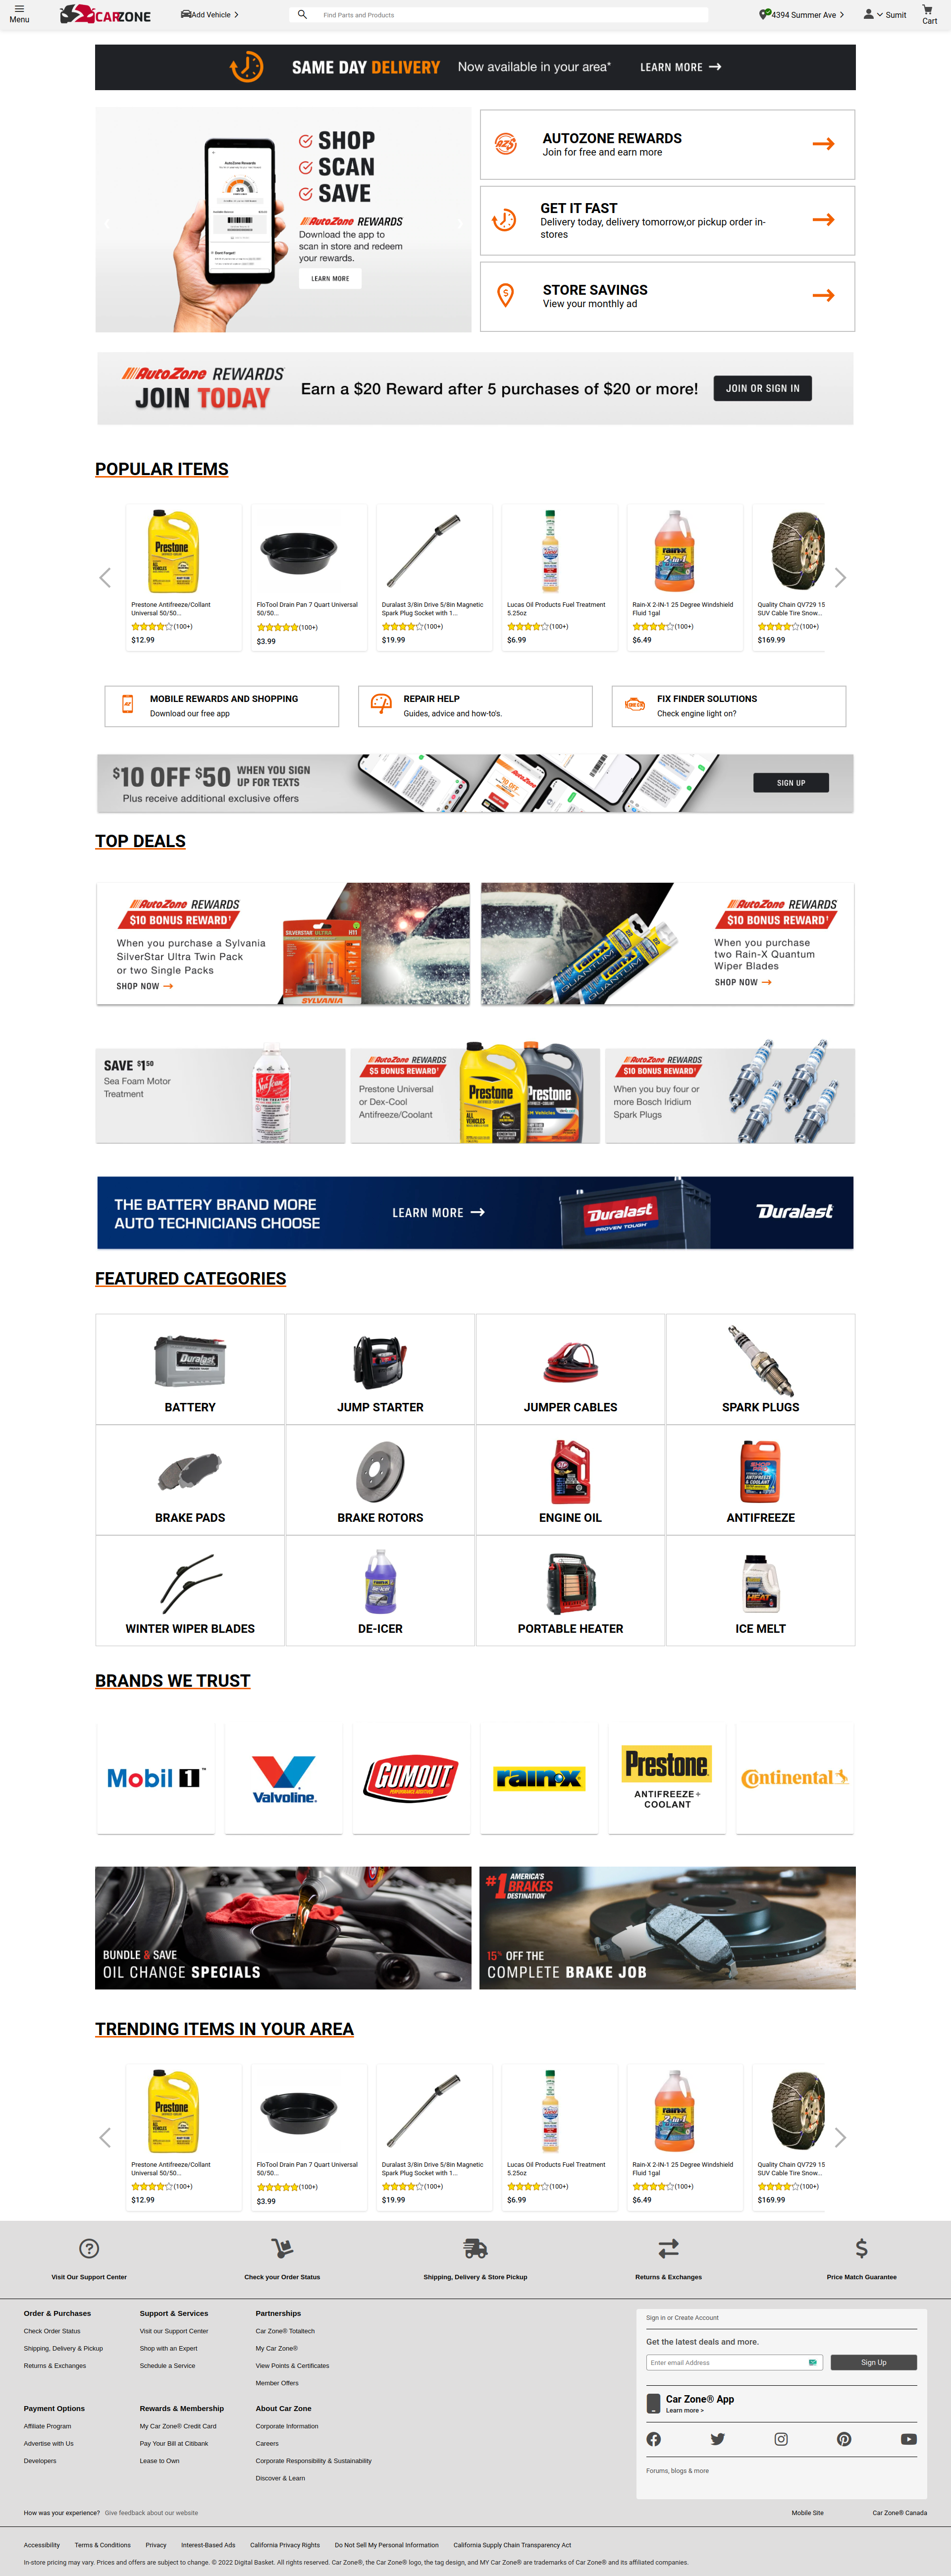 Menu
CARZONE
Add Vehicle
Find Parts and Products
4394 Summer Ave
Sumit
Cart
SAME DAY DELIVERY Now available in your area* LEARN MORE
SHOP
SCAN
SAVE
AutoZone REWARDS
Download the app to
scan in store and redeem
your rewards.
LEARN MORE
AUTOZONE REWARDS
Join for free and earn more
GET IT FAST
Delivery today, delivery tomorrow,or pickup order in-
stores
STORE SAVINGS
View your monthly ad
AutoZone REWARDS
JOIN TODAY
Earn a $20 Reward after 5 purchases of $20 or more!
JOIN OR SIGN IN
POPULAR ITEMS
Prestone Antifreeze/Collant
Universal 50/50...
(100+)
$12.99
FloTool Drain Pan 7 Quart Universal
50/50...
(100+)
$3.99
Duralast 3/8in Drive 5/8in Magnetic
Spark Plug Socket with 1...
(100+)
$19.99
Lucas Oil Products Fuel Treatment
5.25oz
(100+)
$6.99
Rain-X 2-IN-1 25 Degree Windshield
Fluid 1gal
(100+)
$6.49
Quality Chain QV729 15
SUV Cable Tire Snow...
(100+)
$169.99
MOBILE REWARDS AND SHOPPING
Download our free app
REPAIR HELP
Guides, advice and how-to's.
FIX FINDER SOLUTIONS
Check engine light on?
$10 OFF $50 WHEN YOU SIGN
UP FOR TEXTS
Plus receive additional exclusive offers
SIGN UP
TOP DEALS
AutoZone REWARDS
$10 BONUS REWARD†
When you purchase a Sylvania
SilverStar Ultra Twin Pack
or two Single Packs
SHOP NOW
AutoZone REWARDS
$10 BONUS REWARD†
When you purchase
two Rain-X Quantum
Wiper Blades
SHOP NOW
SAVE $150
Sea Foam Motor
Treatment
AutoZone REWARDS
$5 BONUS REWARD†
Prestone Universal
or Dex-Cool
Antifreeze/Coolant
AutoZone REWARDS
$10 BONUS REWARD†
When you buy four or
more Bosch Iridium
Spark Plugs
THE BATTERY BRAND MORE
AUTO TECHNICIANS CHOOSE
LEARN MORE
Duralast
PROVEN TOUGH
Duralast
FEATURED CATEGORIES
BATTERY
JUMP STARTER
JUMPER CABLES
SPARK PLUGS
BRAKE PADS
BRAKE ROTORS
ENGINE OIL
ANTIFREEZE
WINTER WIPER BLADES
DE-ICER
PORTABLE HEATER
ICE MELT
BRANDS WE TRUST
Mobil 1™
Valvoline.
GUMOUT
rain-x
Prestone
ANTIFREEZE+
COOLANT
Continental
BUNDLE & SAVE
OIL CHANGE SPECIALS
#1 AMERICA'S
BRAKES
DESTINATION
15% OFF THE
COMPLETE BRAKE JOB
TRENDING ITEMS IN YOUR AREA
Prestone Antifreeze/Collant
Universal 50/50...
(100+)
$12.99
FloTool Drain Pan 7 Quart Universal
50/50...
(100+)
$3.99
Duralast 3/8in Drive 5/8in Magnetic
Spark Plug Socket with 1...
(100+)
$19.99
Lucas Oil Products Fuel Treatment
5.25oz
(100+)
$6.99
Rain-X 2-IN-1 25 Degree Windshield
Fluid 1gal
(100+)
$6.49
Quality Chain QV729 15
SUV Cable Tire Snow...
(100+)
$169.99
Visit Our Support Center
Check your Order Status
Shipping, Delivery & Store Pickup
Returns & Exchanges
Price Match Guarantee
Order & Purchases
Check Order Status
Shipping, Delivery & Pickup
Returns & Exchanges
Support & Services
Visit our Support Center
Shop with an Expert
Schedule a Service
Partnerships
Car Zone® Totaltech
My Car Zone®
View Points & Certificates
Member Offers
Payment Options
Affiliate Program
Advertise with Us
Developers
Rewards & Membership
My Car Zone® Credit Card
Pay Your Bill at Citibank
Lease to Own
About Car Zone
Corporate Information
Careers
Corporate Responsibility & Sustainability
Discover & Learn
Sign in or Create Account
Get the latest deals and more.
Enter email Address
Sign Up
Car Zone® App
Learn more >
Forums, blogs & more
How was your experience? Give feedback about our website
Mobile Site
Car Zone® Canada
Accessibility Terms & Conditions Privacy Interest-Based Ads California Privacy Rights Do Not Sell My Personal Information California Supply Chain Transparency Act
In-store pricing may vary. Prices and offers are subject to change. © 2022 Digital Basket. All rights reserved. Car Zone®, the Car Zone® logo, the tag design, and MY Car Zone® are trademarks of Car Zone® and its affiliated companies.